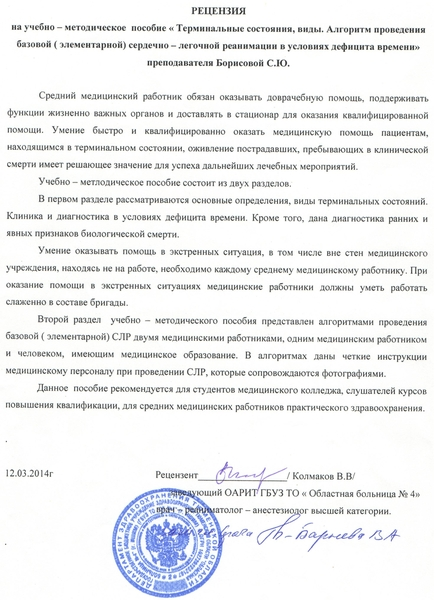 РЕЦЕНЗИЯ
на учебно – методическое пособие « Терминальные состояния, виды. Алгоритм проведения
базовой ( элементарной) сердечно – легочной реанимации в условиях дефицита времени»
преподавателя Борисовой С.Ю.
Средний медицинский работник обязан оказывать доврачебную помощь, поддерживать
функции жизненно важных органов и доставлять в стационар для оказания квалифицированной
помощи. Умение быстро и квалифицированно оказать медицинскую помощь пациентам,
находящимся в терминальном состоянии, оживление пострадавших, пребывающих в клинической
смерти имеет решающее значение для успеха дальнейших лечебных мероприятий.
Учебно – метлодическое пособие состоит из двух разделов.
В первом разделе рассматриваются основные определения, виды терминальных состояний.
Клиника и диагностика в условиях дефицита времени. Кроме того, дана диагностика ранних и
явных признаков биологической смерти.
Умение оказывать помощь в экстренных ситуация, в том числе вне стен медицинского
учреждения, находясь не на работе, необходимо каждому среднему медицинскому работнику. При
оказании помощи в экстренных ситуациях медицинские работники должны уметь работать
слаженно в составе бригады.
Второй раздел учебно – методического пособия представлен алгоритмами проведения
базовой ( элементарной) СЛР двумя медицинскими работниками, одним медицинским работником
и человеком, имеющим медицинское образование. В алгоритмах даны четкие инструкции
медицинскому персоналу при проведении СЛР, которые сопровождаются фотографиями.
Данное пособие рекомендуется для студентов медицинского колледжа, слушателей курсов
повышения квалификации, для средних медицинских работников практического здравоохранения.
.
12.03.2014г Рецензент / Колмаков В.В/
заведующий ОАРИТ ГБУЗ ТО « Областная больница № 4»
врач – реаниматолог – анестезиолог высшей категории.
ДЕПАРТАМЕНТ ЗДРАВООХРАНЕНИЯ ТЮМЕНСКОЙ ОБЛАСТИ